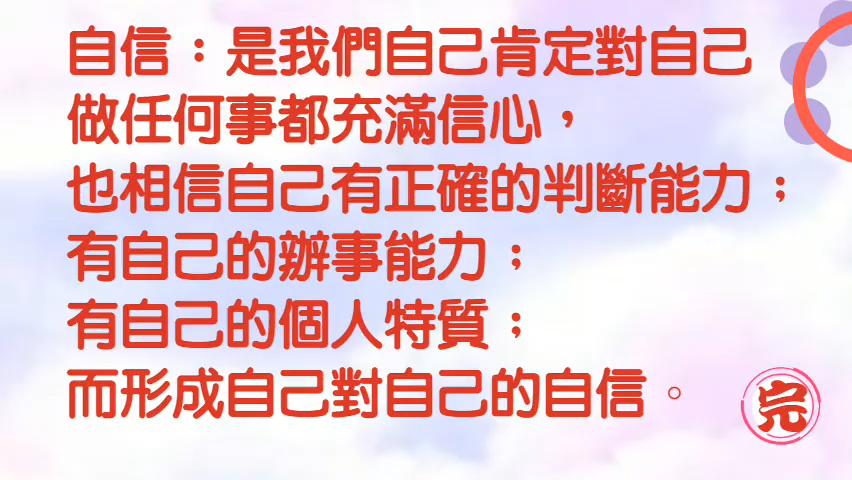 自信：是我們自己肯定對自己
做任何事都充滿信心，
也相信自己有正確的判斷能力；
有自己的辦事能力；
有自己的個人特質；
而形成自己對自己的自信。
完